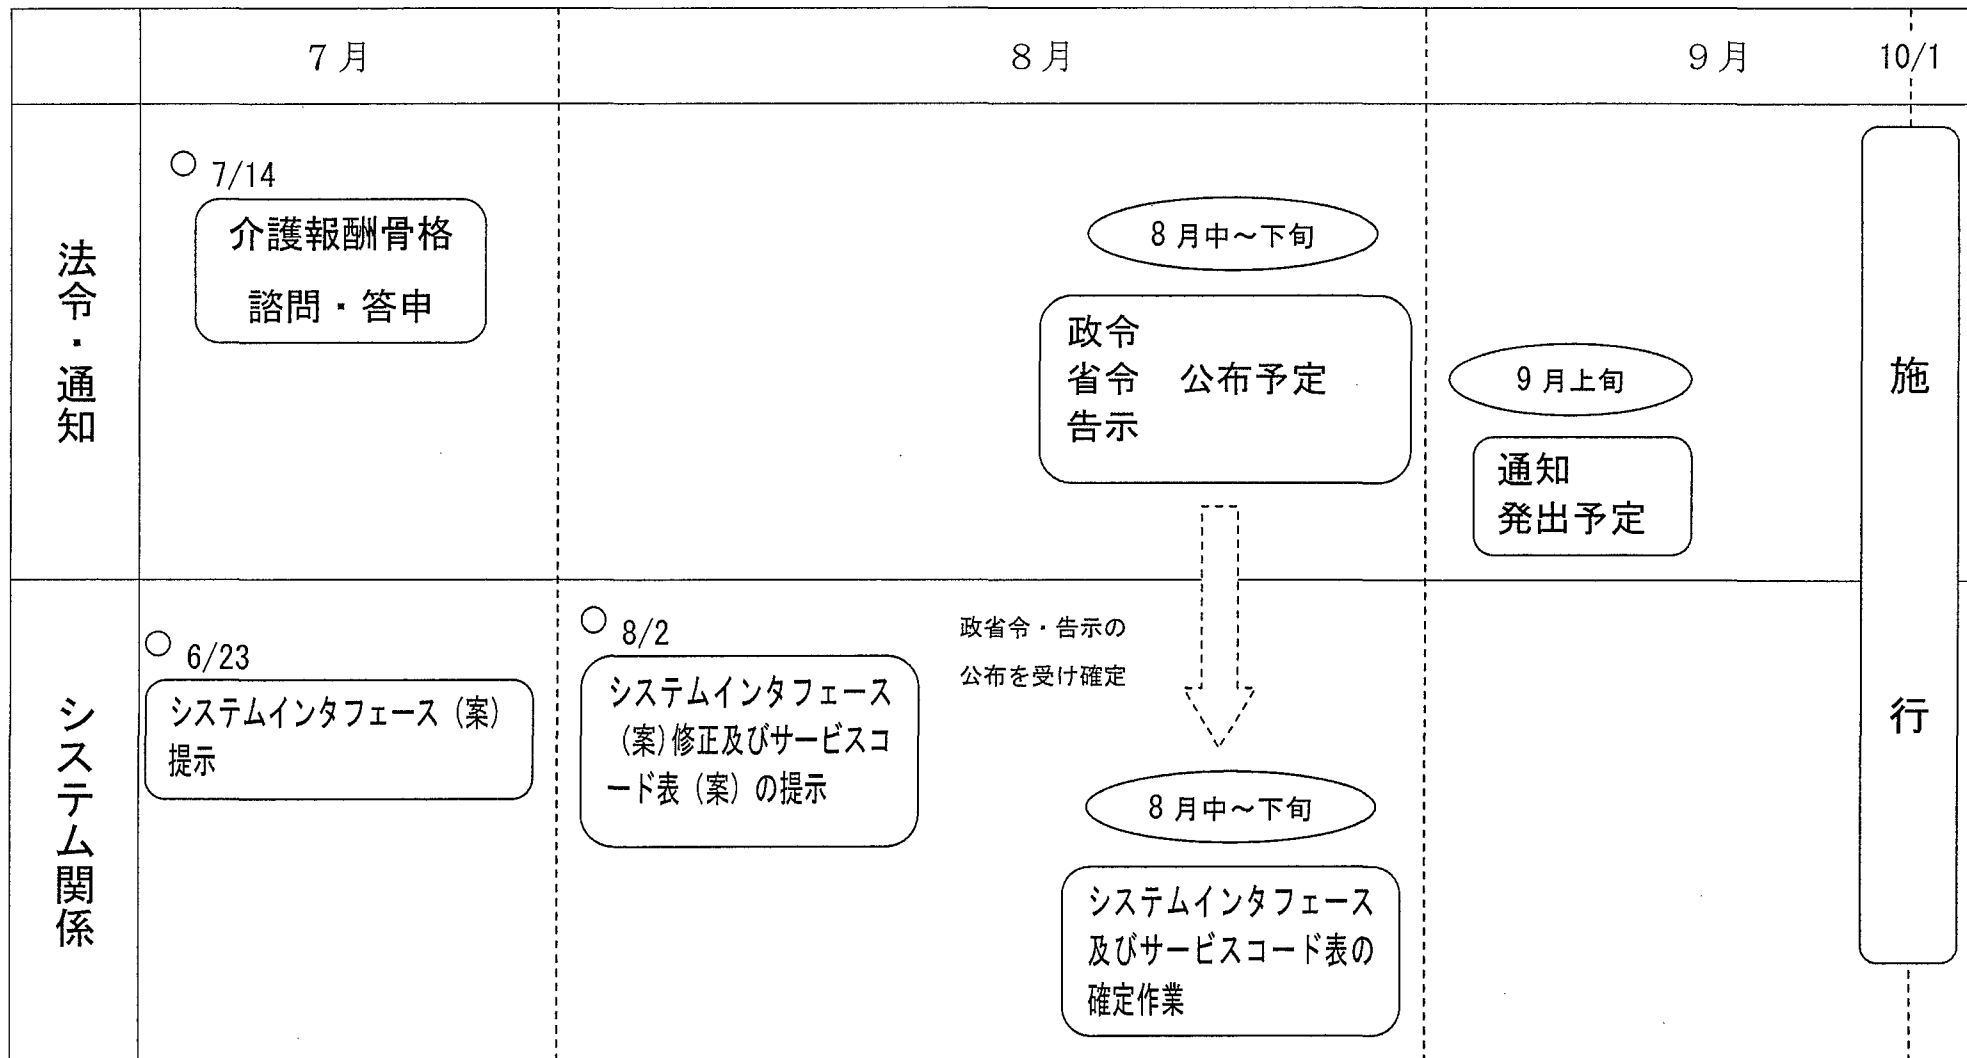 7月
8月
9月
10/1
法令・通知
○ 7/14
介護報酬骨格
諮問・答申
8月中～下旬
政令
省令 公布予定
告示
9月上旬
通知
発出予定
施行
システム関係
○ 6/23
システムインタフェース（案）
提示
○ 8/2
システムインタフェース
（案）修正及びサービスコ
ード表（案）の提示
政省令・告示の
公布を受け確定
8月中～下旬
システムインタフェース
及びサービスコード表の
確定作業